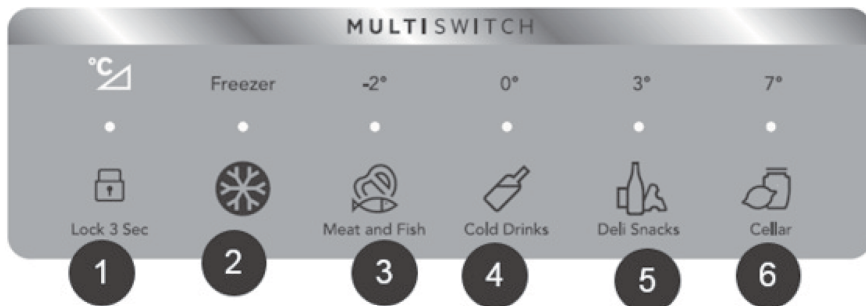 MULTISWITCH
°C Freezer -2° 0° 3° 7°
Lock 3 Sec Meat and Fish Cold Drinks Deli Snacks Cellar
1 2 3 4 5 6